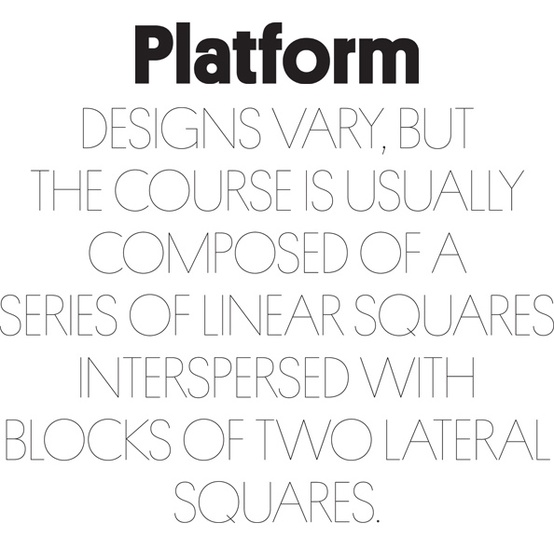 Platform
DESIGNS VARY, BUT
THE COURSE IS USUALLY
COMPOSED OF A
SERIES OF LINEAR SQUARES
INTERSPERSED WITH
BLOCKS OF TWO LATERAL
SQUARES.